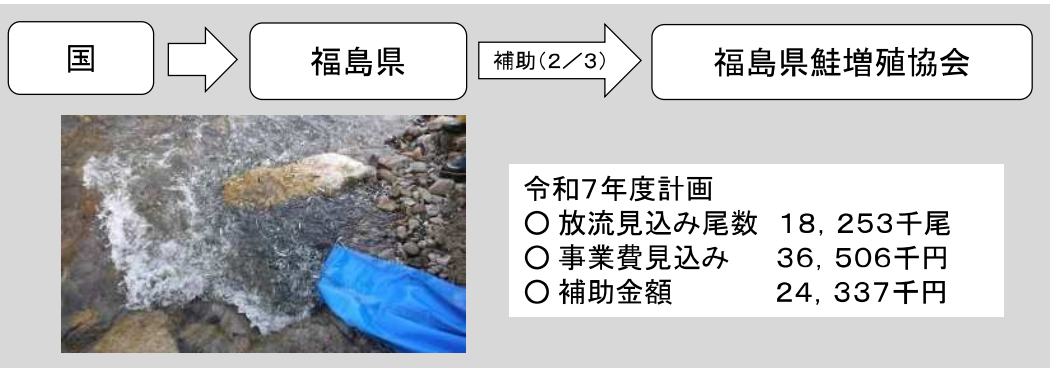 国
福島県
補助(2／3)
福島県鮭増殖協会
令和7年度計画
○ 放流見込み尾数 18，253千尾
○ 事業費見込み 36，506千円
○ 補助金額 24，337千円